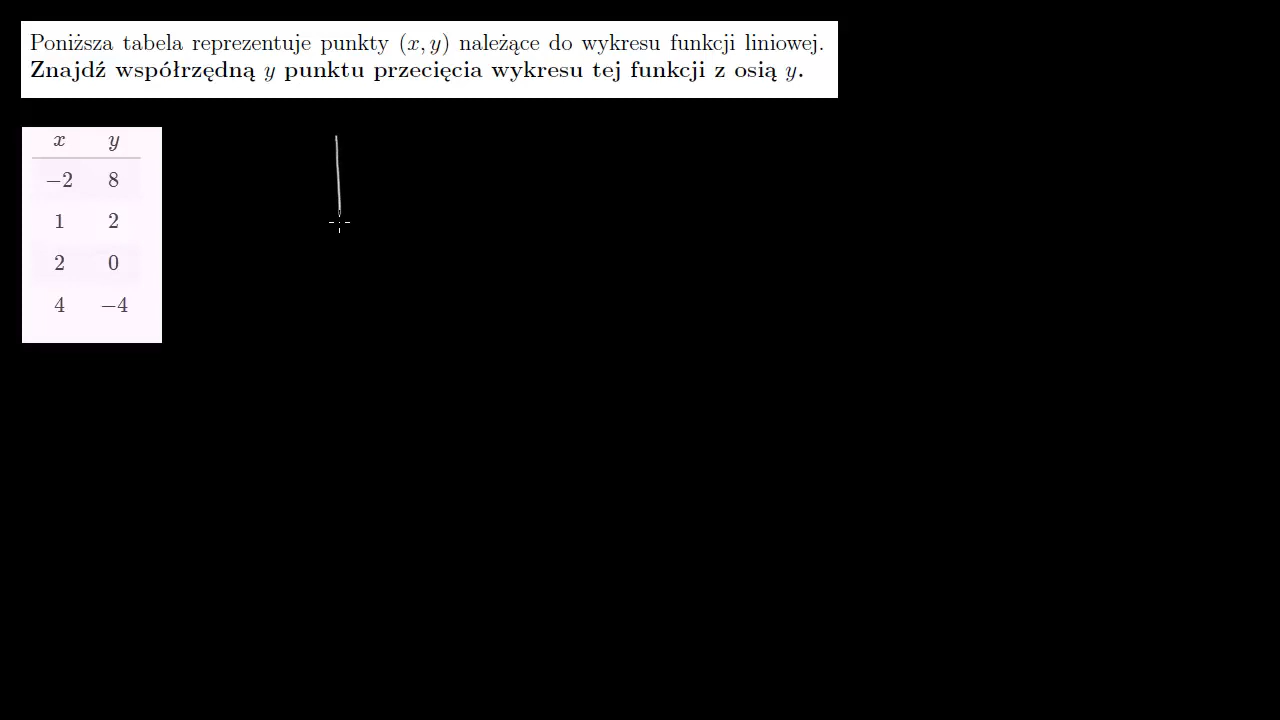 Poniższa tabela reprezentuje punkty (x, y) należące do wykresu funkcji liniowej.
Znajdź współrzędną y punktu przecięcia wykresu tej funkcji z osią y.
x y
−2 8
1 2
2 0
4 −4